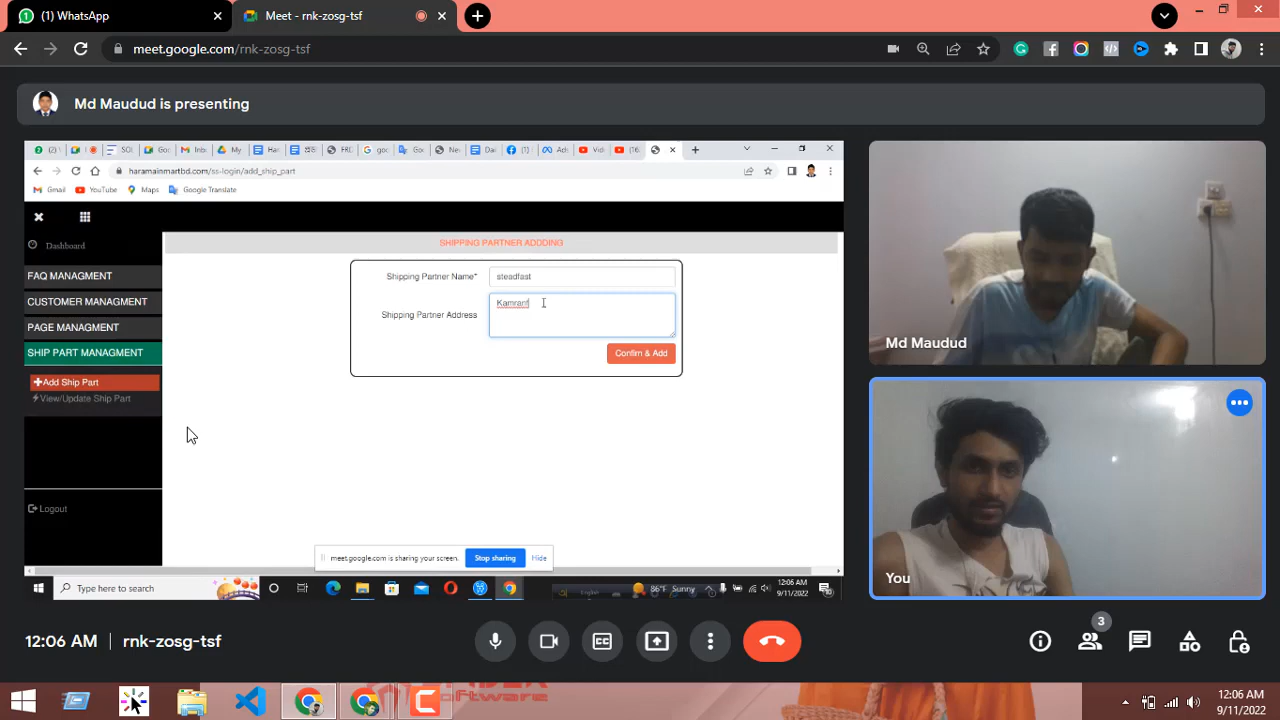 (1) WhatsApp
Meet - rnk-zosg-tsf
meet.google.com/rnk-zosg-tsf
Md Maudud is presenting
haramainmartbd.com/ss-login/add_ship_part
Gmail
YouTube
Maps
Google Translate
Dashboard
FAQ MANAGMENT
CUSTOMER MANAGMENT
PAGE MANAGMENT
SHIP PART MANAGMENT
Add Ship Part
View/Update Ship Part
Logout
SHIPPING PARTNER ADDDING
Shipping Partner Name*
steadfast
Shipping Partner Address
Kamranf
Confim & Add
meet.google.com is sharing your screen.
Stop sharing
Hide
Type here to search
English
86°F Sunny
12:06 AM
9/11/2022
Md Maudud
You
12:06 AM
rnk-zosg-tsf
3
12:06 AM
9/11/2022